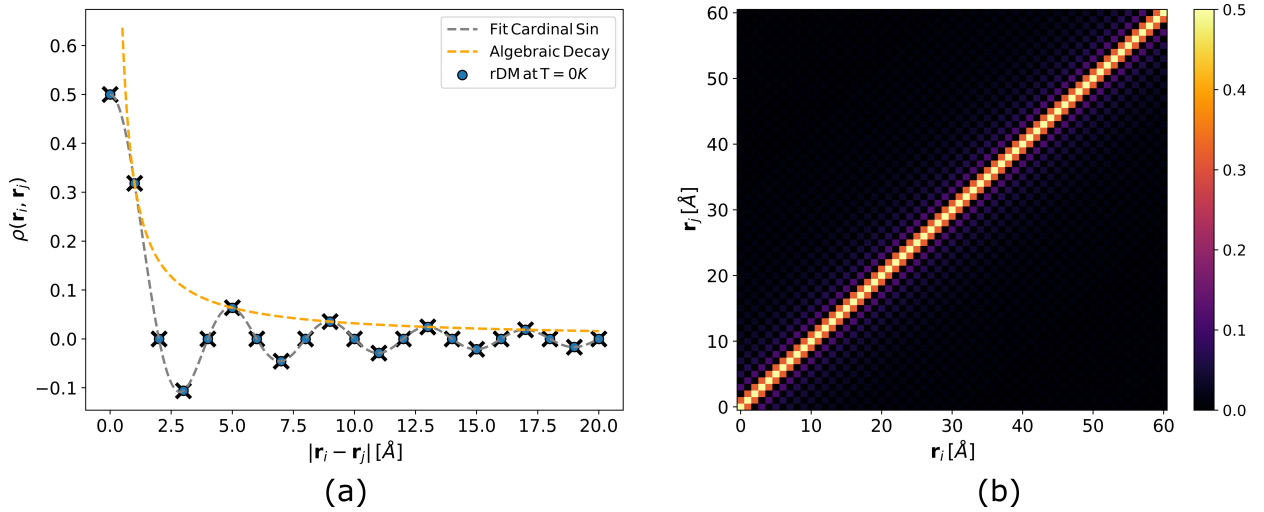 Fit Cardinal Sin
Algebraic Decay
rDM at T = 0K
0.6
0.5
0.4
0.3
0.2
0.1
0.0
−0.1
ρ(r_i, r_j)
0.0 2.5 5.0 7.5 10.0 12.5 15.0 17.5 20.0
|r_i − r_j| [Å]
(a)
60
50
40
30
20
10
0
r_j [Å]
0 10 20 30 40 50 60
r_i [Å]
0.5
0.4
0.3
0.2
0.1
0.0
(b)